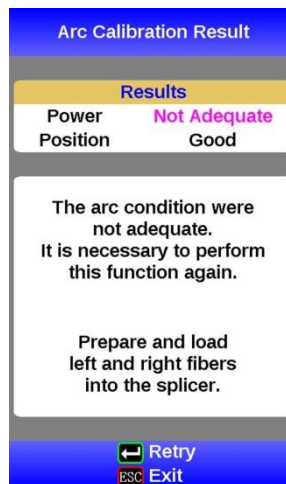 Arc Calibration Result
Results
Power Not Adequate
Position Good
The arc condition were
not adequate.
It is necessary to perform
this function again.
Prepare and load
left and right fibers
into the splicer.
Retry
ESC Exit